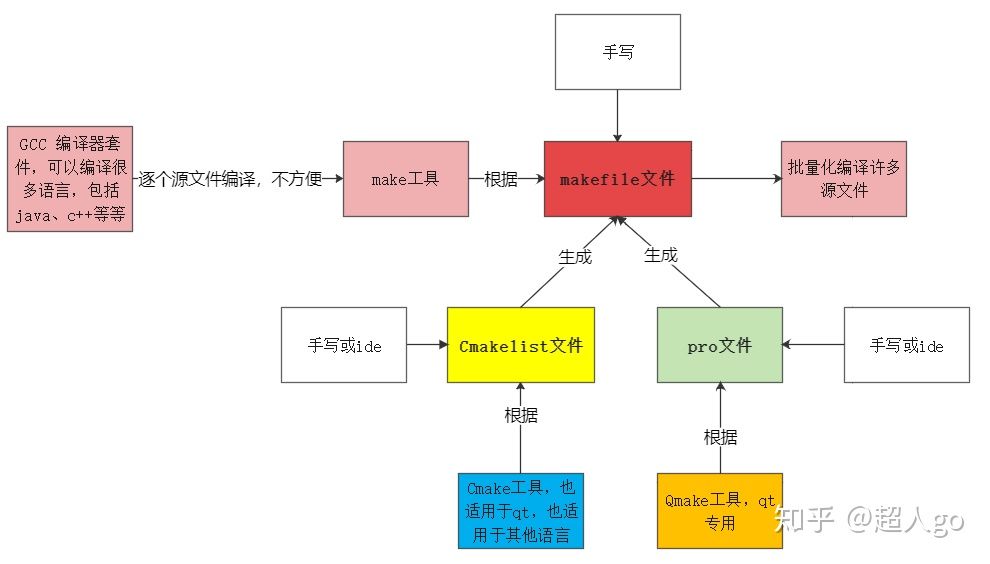 手写
GCC 编译器套
件，可以编译很
多语言，包括
java、c++等等
逐个源文件编译，不方便
make工具
根据
makefile文件
批量化编译许多
源文件
生成
生成
手写或ide
Cmakelist文件
pro文件
手写或ide
根据
根据
Cmake工具，也
适用于qt，也适
用于其他语言
Qmake工具，qt
专用
知乎 @超人go